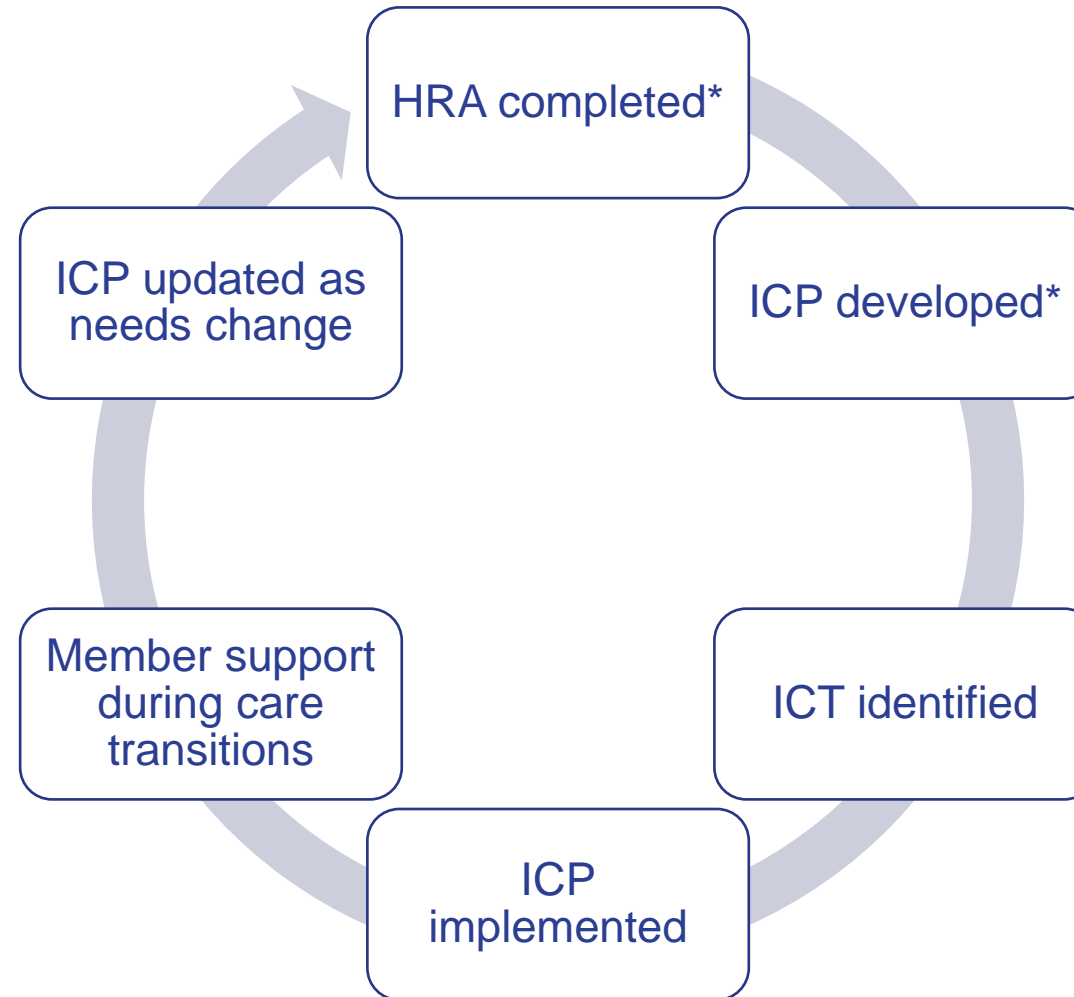 HRA completed*
ICP developed*
ICT identified
ICP
implemented
Member support
during care
transitions
ICP updated as
needs change